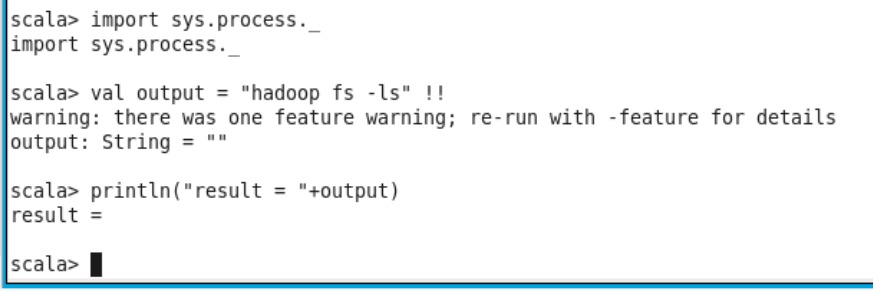 scala> import sys.process._
import sys.process._
scala> val output = "hadoop fs -ls" !!
warning: there was one feature warning; re-run with -feature for details
output: String = ""
scala> println("result = "+output)
result =
scala>